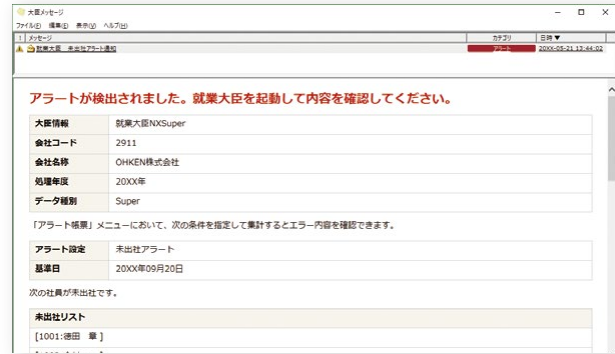 大臣メッセージ
ファイル(F) 編集(E) 表示(V) ヘルプ(H)
! メッセージ カテゴリ 日時▼
就業大臣 未出社アラート通知 アラート 20XX-05-21 13:44:02
アラートが検出されました。就業大臣を起動して内容を確認してください。
大臣情報 就業大臣NXSuper
会社コード 2911
会社名称 OHKEN株式会社
処理年度 20XX年
データ種別 Super
「アラート帳票」メニューにおいて、次の条件を指定して集計するとエラー内容を確認できます。
アラート設定 未出社アラート
基準日 20XX年09月20日
次の社員が未出社です。
未出社リスト
[1001:徳田 章 ]